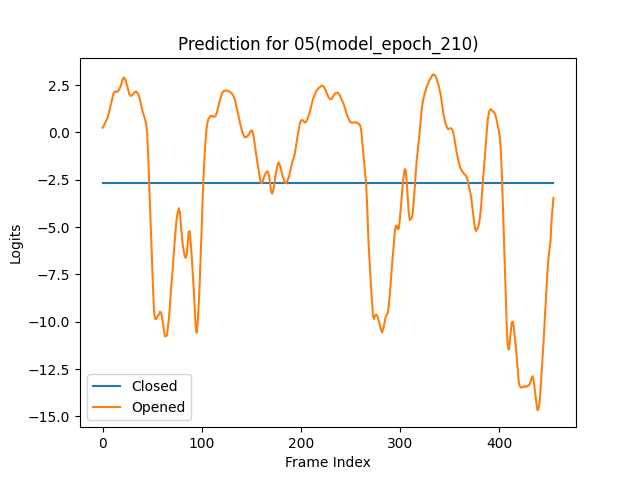 Prediction for 05(model_epoch_210)
2.5
0.0
−2.5
−5.0
−7.5
−10.0
−12.5
−15.0
Logits
Closed
Opened
0 100 200 300 400
Frame Index